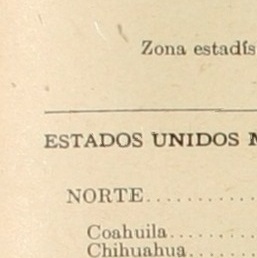 Zona estadís
ESTADOS UNIDOS M
NORTE....................
Coahuila...............
Chihuahua............